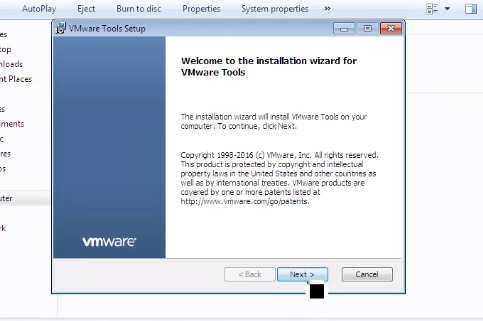 AutoPlay Eject Burn to disc Properties System properties »
VMware Tools Setup
Welcome to the installation wizard for
VMware Tools
The installation wizard will install VMware Tools on your
computer. To continue, click Next.
Copyright 1998-2016 (c) VMware, Inc. All rights reserved.
This product is protected by copyright and intellectual
property laws in the United States and other countries as
well as by international treaties. VMware products are
covered by one or more patents listed at
http://www.vmware.com/go/patents.
vmware
< Back Next > Cancel
es
top
nloads
nt Places
es
uments
c
res
os
uter
rk